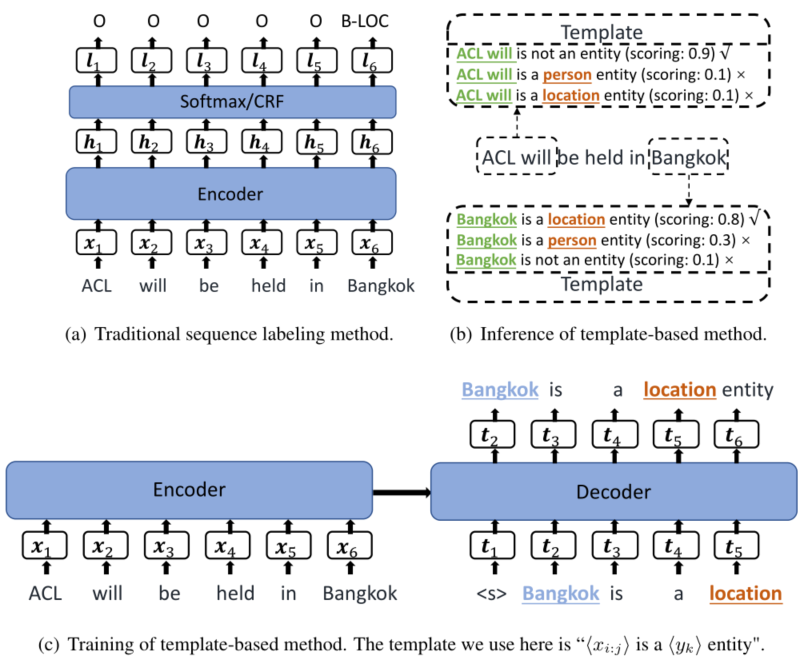 O O O O O B-LOC
l1 l2 l3 l4 l5 l6
Softmax/CRF
h1 h2 h3 h4 h5 h6
Encoder
x1 x2 x3 x4 x5 x6
ACL will be held in Bangkok
(a) Traditional sequence labeling method.
Template
ACL will is not an entity (scoring: 0.9) √
ACL will is a person entity (scoring: 0.1) ×
ACL will is a location entity (scoring: 0.1) ×
ACL will be held in Bangkok
Bangkok is a location entity (scoring: 0.8) √
Bangkok is a person entity (scoring: 0.3) ×
Bangkok is not an entity (scoring: 0.1) ×
Template
(b) Inference of template-based method.
Encoder
x1 x2 x3 x4 x5 x6
ACL will be held in Bangkok
Bangkok is a location entity
t2 t3 t4 t5 t6
Decoder
t1 t2 t3 t4 t5
<s> Bangkok is a location
(c) Training of template-based method. The template we use here is “⟨xi:j⟩ is a ⟨yk⟩ entity".